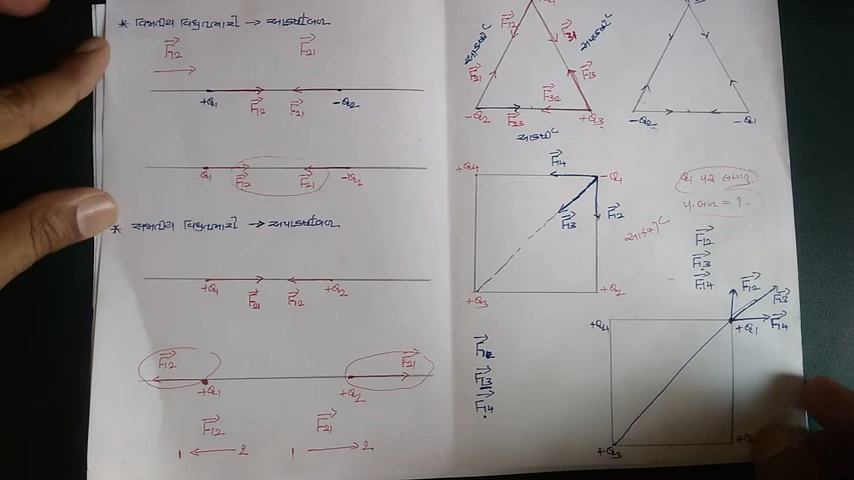 * વિજાતીય વિદ્યુતભારો → આકર્ષણબળ
F12 F21
+Q1 F12 F21 -Q2
Q1 F12 F21 -Q2
* સજાતીય વિદ્યુતભારો → અપાકર્ષણબળ
+Q1 F21 F12 +Q2
F12 F21
+Q1 +Q2
F12 F21
1 ← 2 1 → 2
F12 F31
F21 F13
F32
-Q2 F23 +Q3
-Q2 -Q1
+Q4 F14 -Q1
F13 F12
+Q3 +Q2
F12
F13
F14
F12
F13
F14
F12 F13
+Q4 +Q1 F14
+Q3